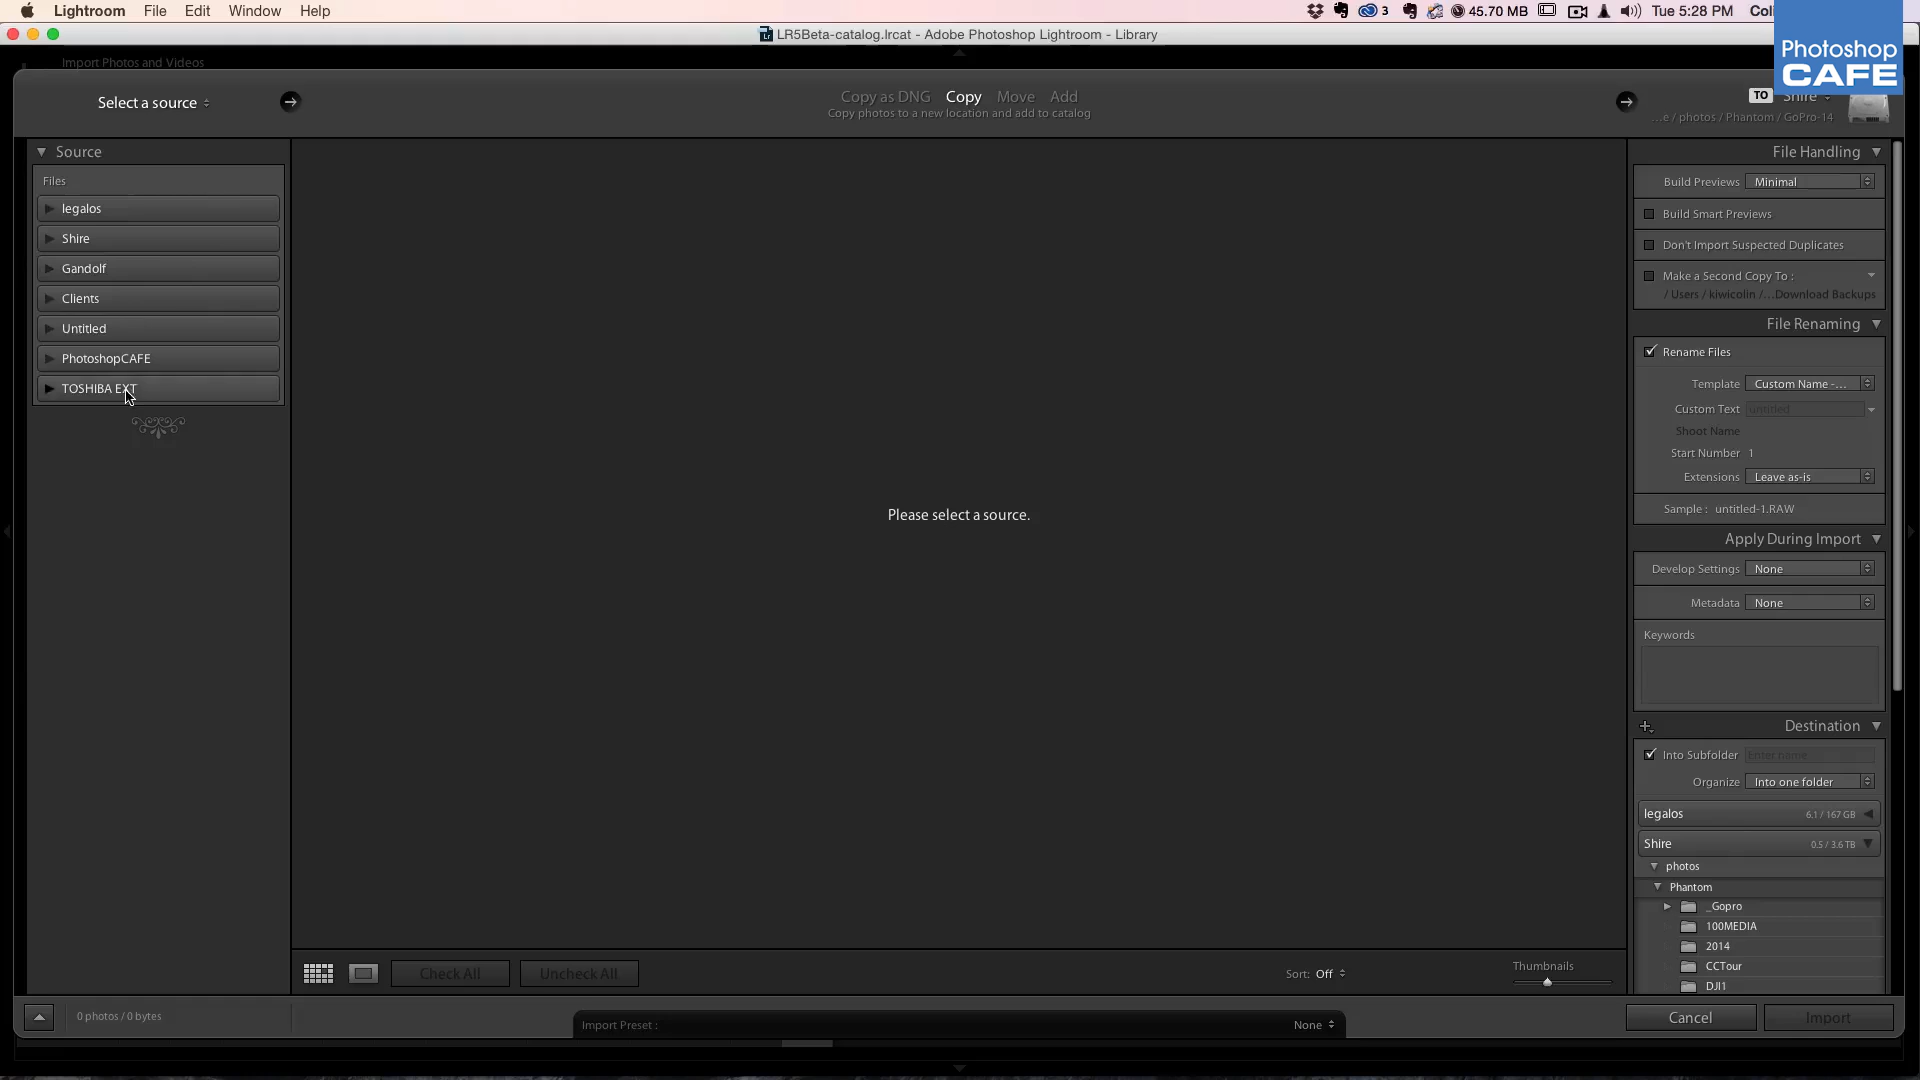 Lightroom File Edit Window Help 3 45.70 MB Tue 5:28 PM
LR5Beta-catalog.lrcat - Adobe Photoshop Lightroom - Library
Photoshop
CAFE
Import Photos and Videos
Select a source
Copy as DNG Copy Move Add
Copy photos to a new location and add to catalog
TO Shire
...e / photos / Phantom / GoPro-14
Source
Files
legalos
Shire
Gandolf
Clients
Untitled
PhotoshopCAFE
TOSHIBA EXT
Please select a source.
File Handling
Build Previews Minimal
Build Smart Previews
Don't Import Suspected Duplicates
Make a Second Copy To :
/ Users / kiwicolin /...Download Backups
File Renaming
Rename Files
Template Custom Name -...
Custom Text untitled
Shoot Name
Start Number 1
Extensions Leave as-is
Sample : untitled-1.RAW
Apply During Import
Develop Settings None
Metadata None
Keywords
Destination
Into Subfolder Enter name
Organize Into one folder
legalos 6.1 / 167 GB
Shire 0.5 / 3.6 TB
photos
Phantom
_Gopro
100MEDIA
2014
CCTour
DJI1
Check All Uncheck All Sort: Off Thumbnails
0 photos / 0 bytes
Import Preset : None
Cancel Import